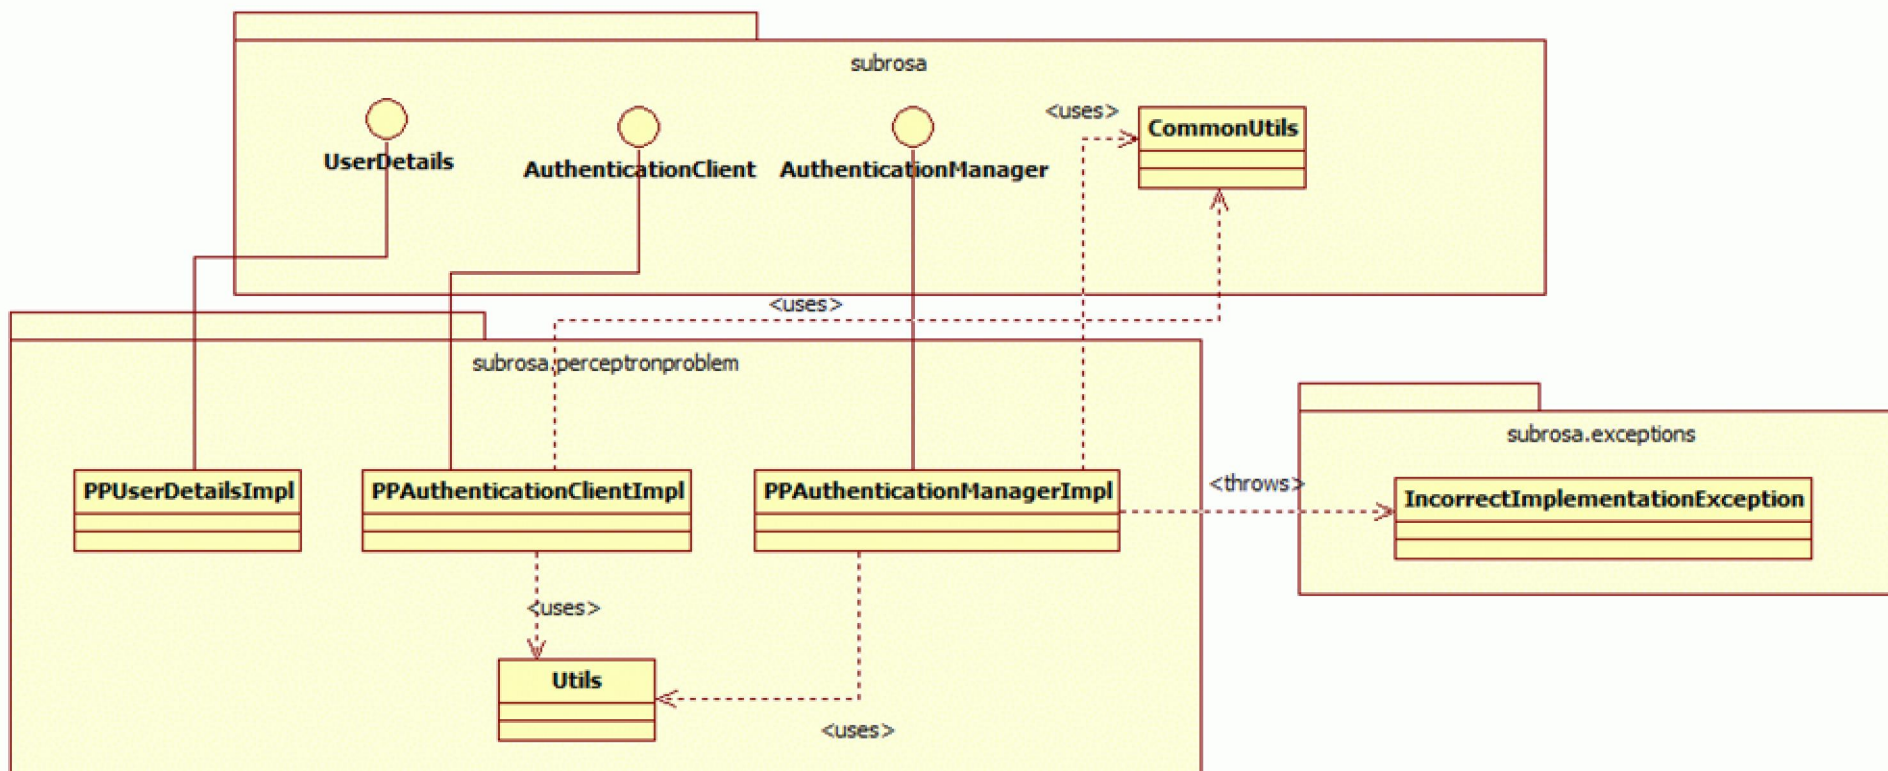 subrosa
UserDetails
AuthenticationClient
AuthenticationManager
<uses>
CommonUtils
<uses>
subrosa.perceptronproblem
subrosa.exceptions
PPUserDetailsImpl
PPAuthenticationClientImpl
PPAuthenticationManagerImpl
<throws>
IncorrectImplementationException
<uses>
Utils
<uses>